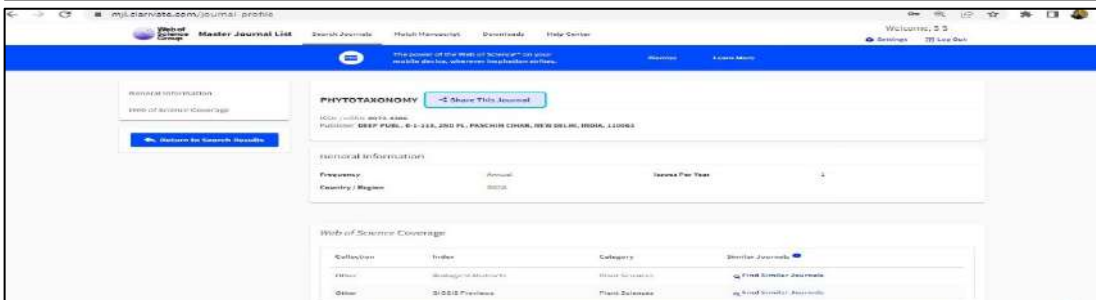 mjl.clarivate.com/journal-profile
Web of Science Group
Master Journal List
Search Journals
Match Manuscript
Downloads
Help Center
Welcome, S S
Settings
Log Out
The power of the Web of Science™ on your
mobile device, wherever inspiration strikes.
Dismiss
Learn More
General Information
Web of Science Coverage
Return to Search Results
PHYTOTAXONOMY
Share This Journal
ISSN / eISSN
Publisher DEEP PUBL, B-1-118, 2ND FL, PASCHIM VIHAR, NEW DELHI, INDIA, 110063
General Information
Frequency
Annual
Issues Per Year
1
Country / Region
INDIA
Web of Science Coverage
Collection
Index
Category
Similar Journals
Other
Biological Abstracts
Plant Sciences
Find Similar Journals
Other
BIOSIS Previews
Plant Sciences
Find Similar Journals